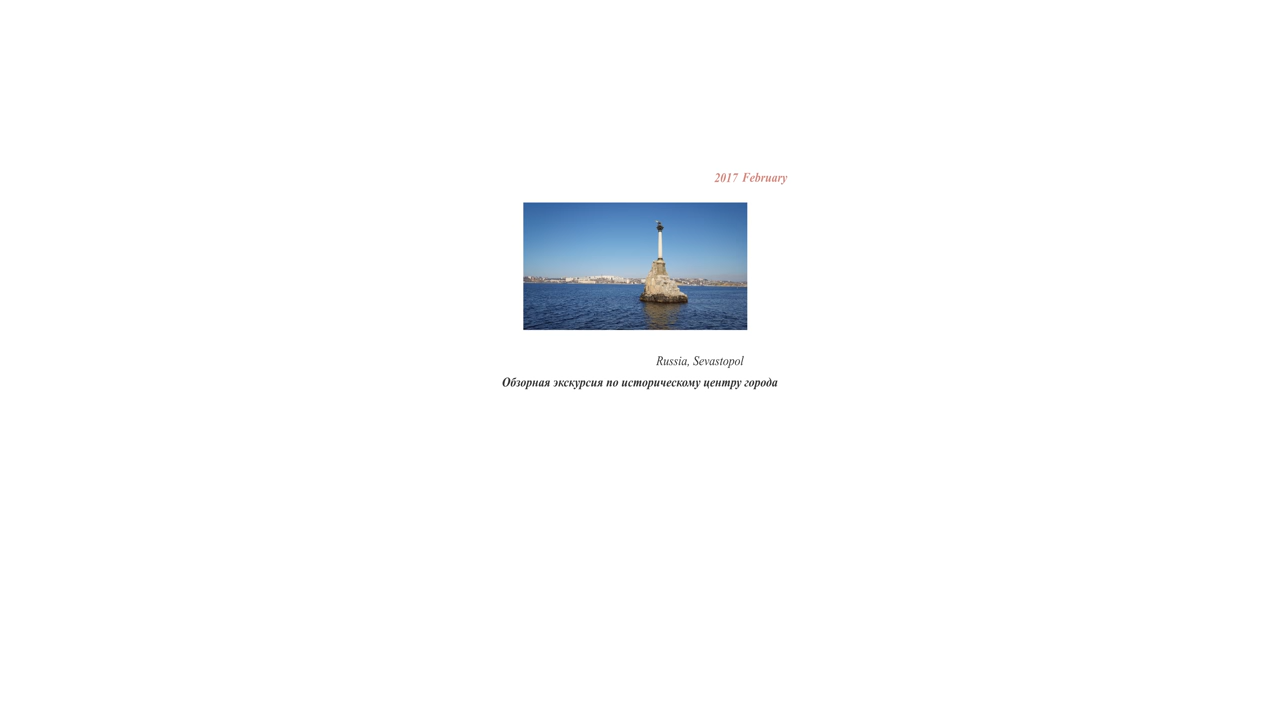 2017 February
Russia, Sevastopol
Обзорная экскурсия по историческому центру города